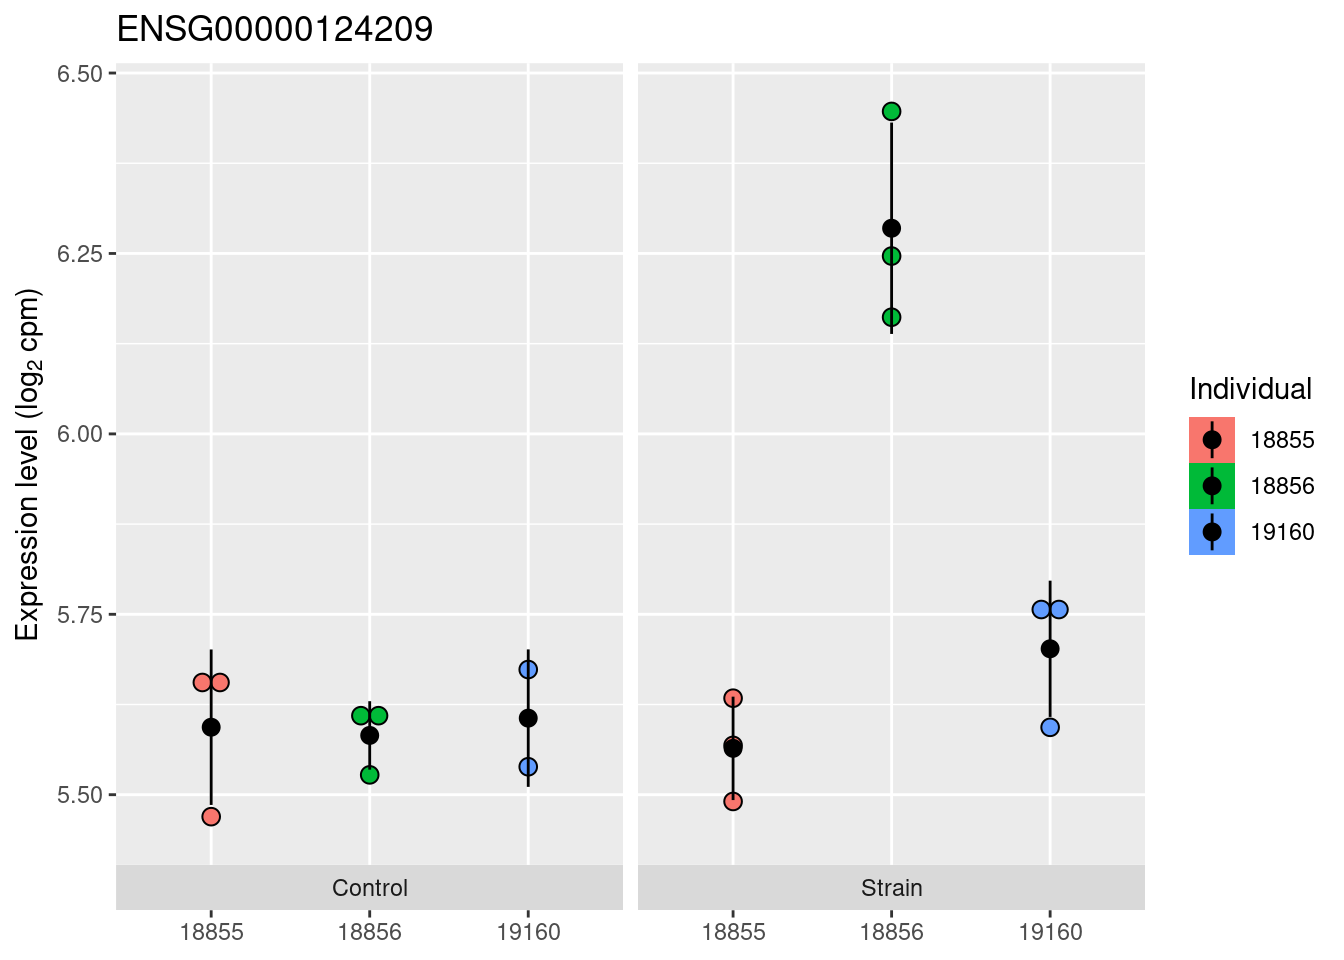 ENSG00000124209
Expression level (log₂ cpm)
6.50
6.25
6.00
5.75
5.50
Control
Strain
18855
18856
19160
18855
18856
19160
Individual
18855
18856
19160